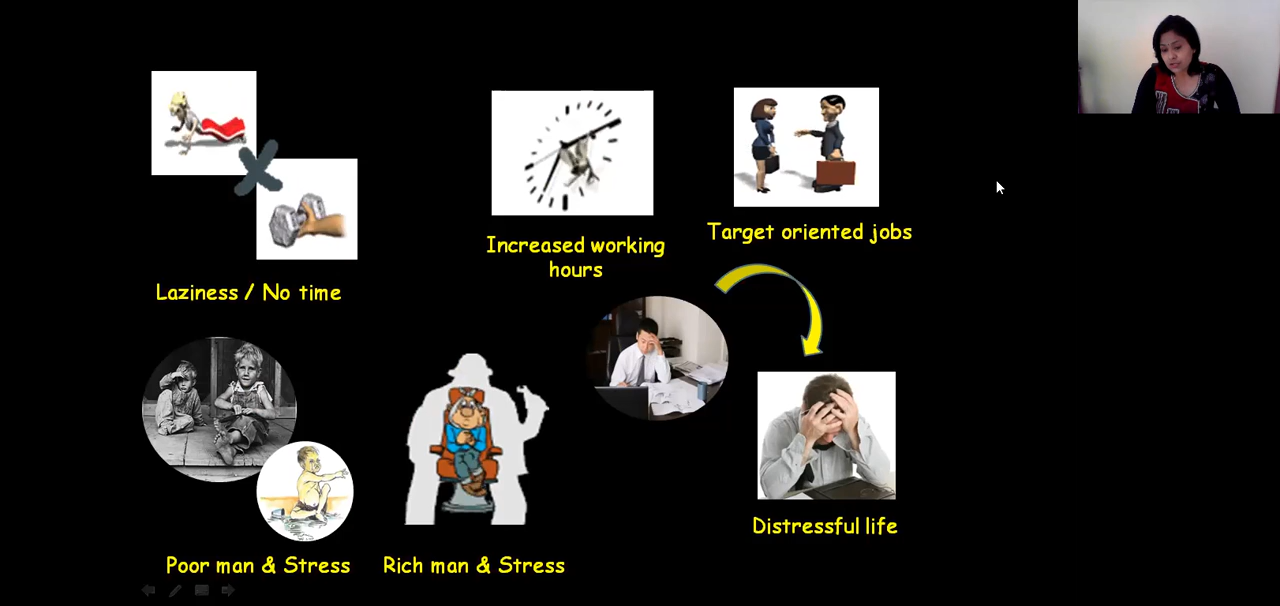 Increased working
hours
Target oriented jobs
Laziness / No time
Distressful life
Poor man & Stress
Rich man & Stress